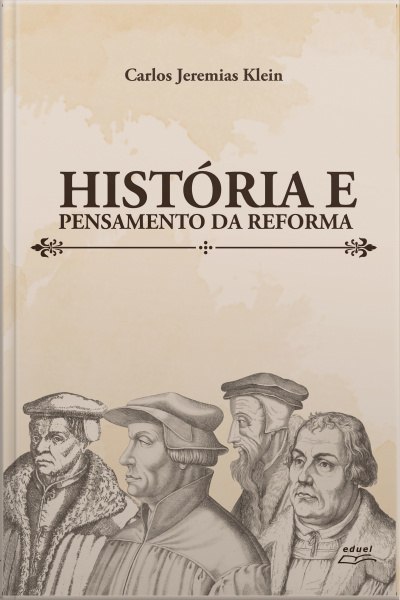 Carlos Jeremias Klein
HISTÓRIA E
PENSAMENTO DA REFORMA
eduel